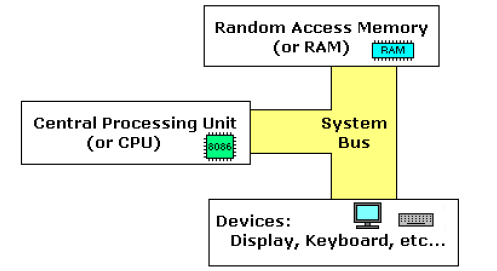 Random Access Memory
(or RAM)
RAM
Central Processing Unit
(or CPU)
8086
System
Bus
Devices:
Display, Keyboard, etc...